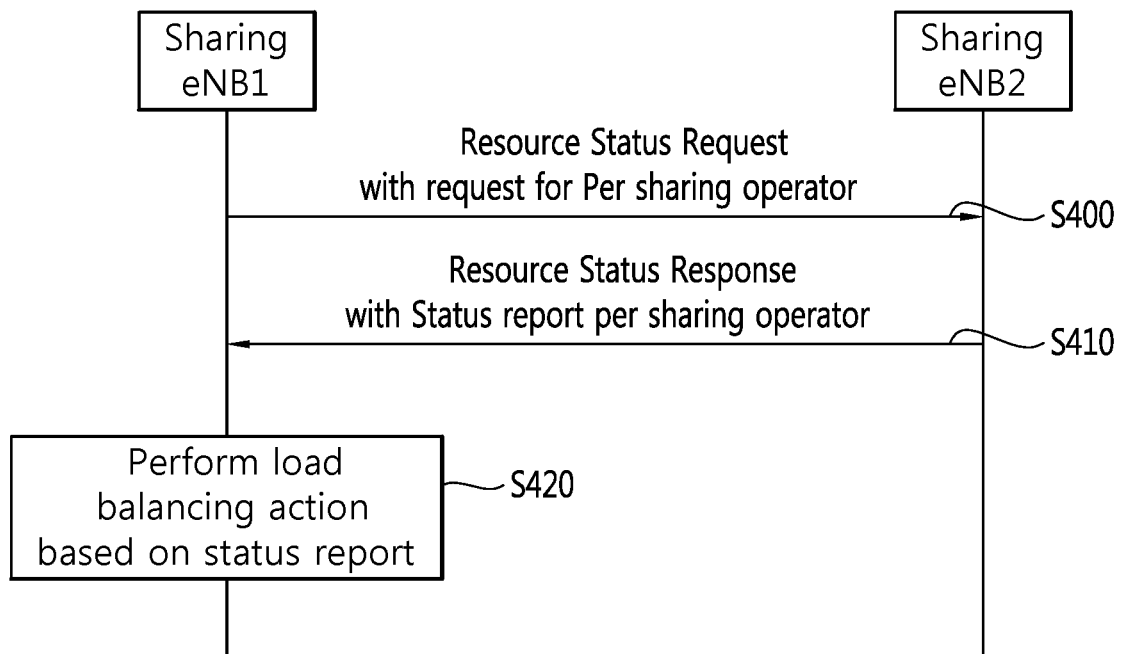 Sharing
eNB1
Sharing
eNB2
Resource Status Request
with request for Per sharing operator
S400
Resource Status Response
with Status report per sharing operator
S410
Perform load
balancing action
based on status report
S420